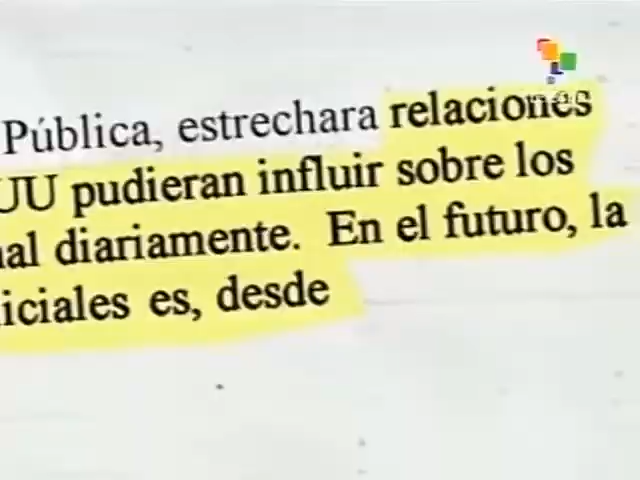 Pública, estrechara relaciones
UU pudieran influir sobre los
al diariamente. En el futuro, la
iciales es, desde